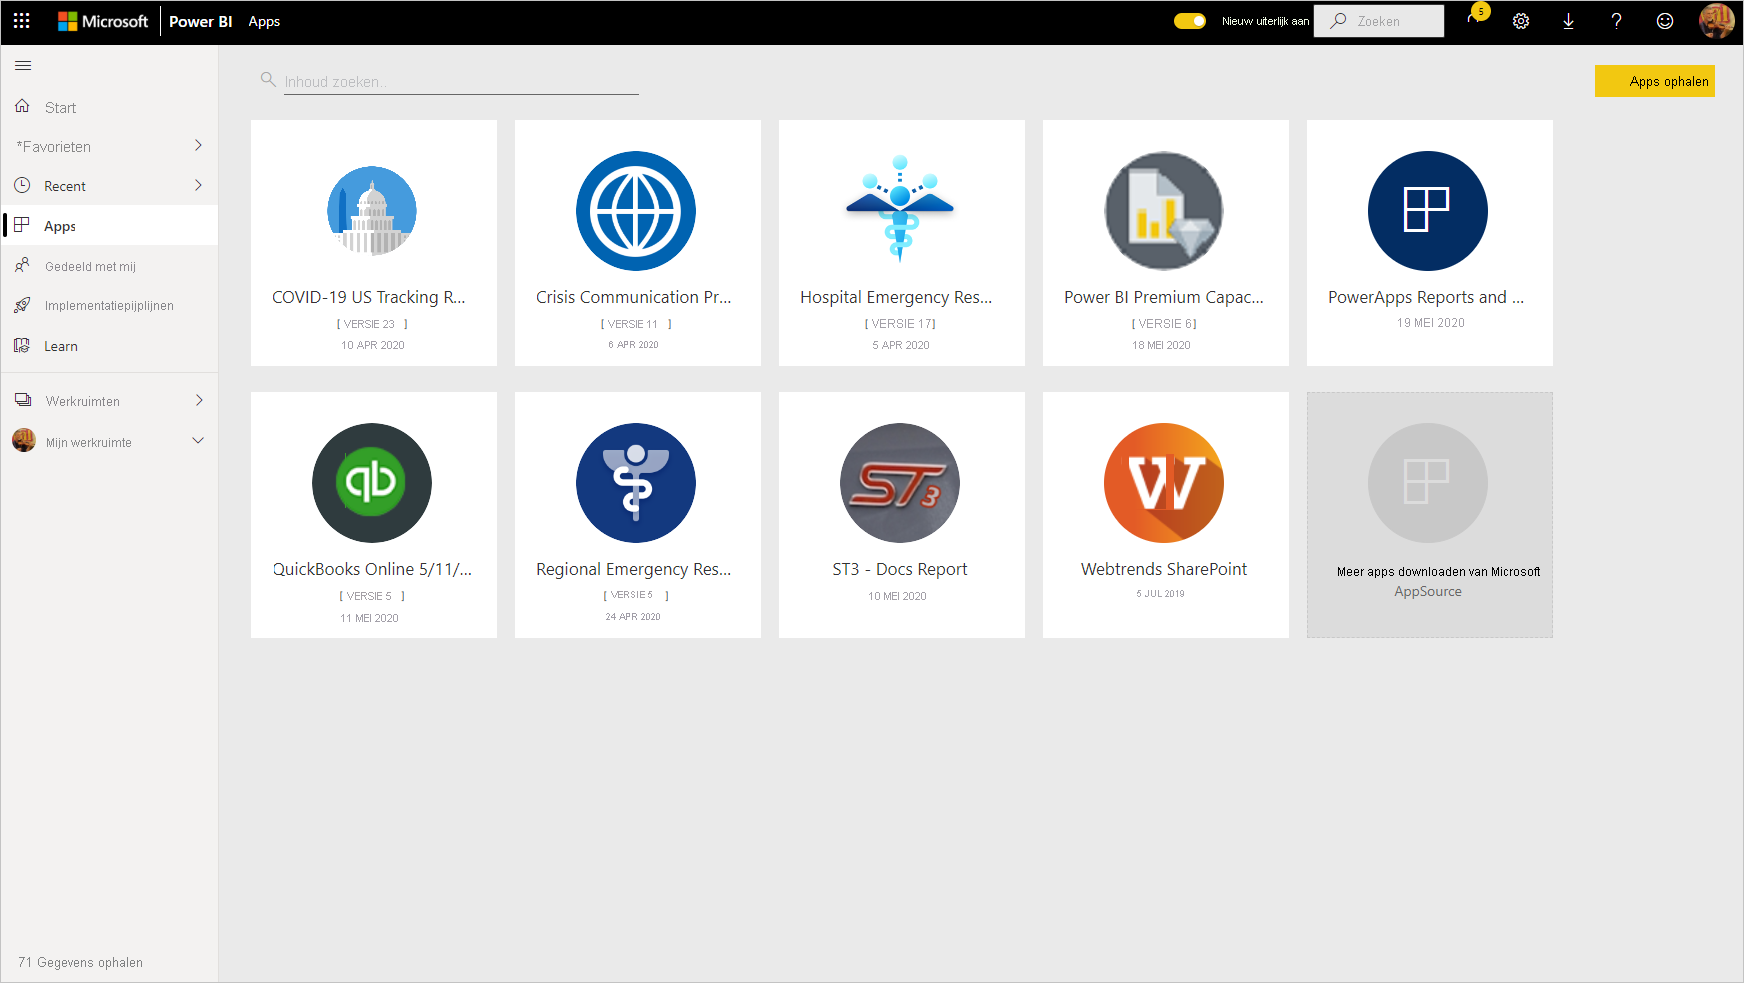 Microsoft Power BI Apps
Nieuw uiterlijk aan
Zoeken
5
Start
*Favorieten
Recent
Apps
Gedeeld met mij
Implementatiepijplijnen
Learn
Werkruimten
Mijn werkruimte
71 Gegevens ophalen
Inhoud zoeken..
Apps ophalen
COVID-19 US Tracking R...
[ VERSIE 23 ]
10 APR 2020
Crisis Communication Pr...
[ VERSIE 11 ]
6 APR 2020
Hospital Emergency Res...
[ VERSIE 17]
5 APR 2020
Power BI Premium Capac...
[ VERSIE 6]
18 MEI 2020
PowerApps Reports and ...
19 MEI 2020
qb
QuickBooks Online 5/11/...
[ VERSIE 5 ]
11 MEI 2020
Regional Emergency Res...
[ VERSIE 5 ]
24 APR 2020
ST3
ST3 - Docs Report
10 MEI 2020
W
Webtrends SharePoint
5 JUL 2019
Meer apps downloaden van Microsoft
AppSource